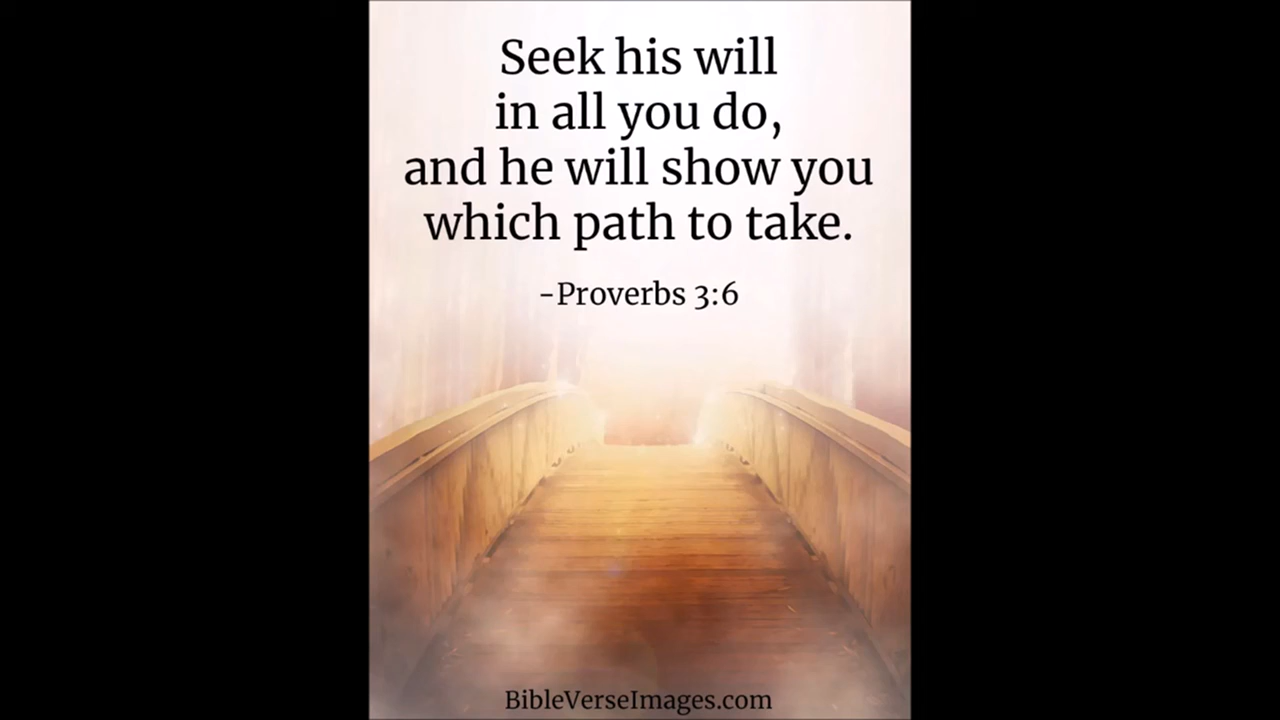 Seek his will
in all you do,
and he will show you
which path to take.
-Proverbs 3:6
BibleVerseImages.com